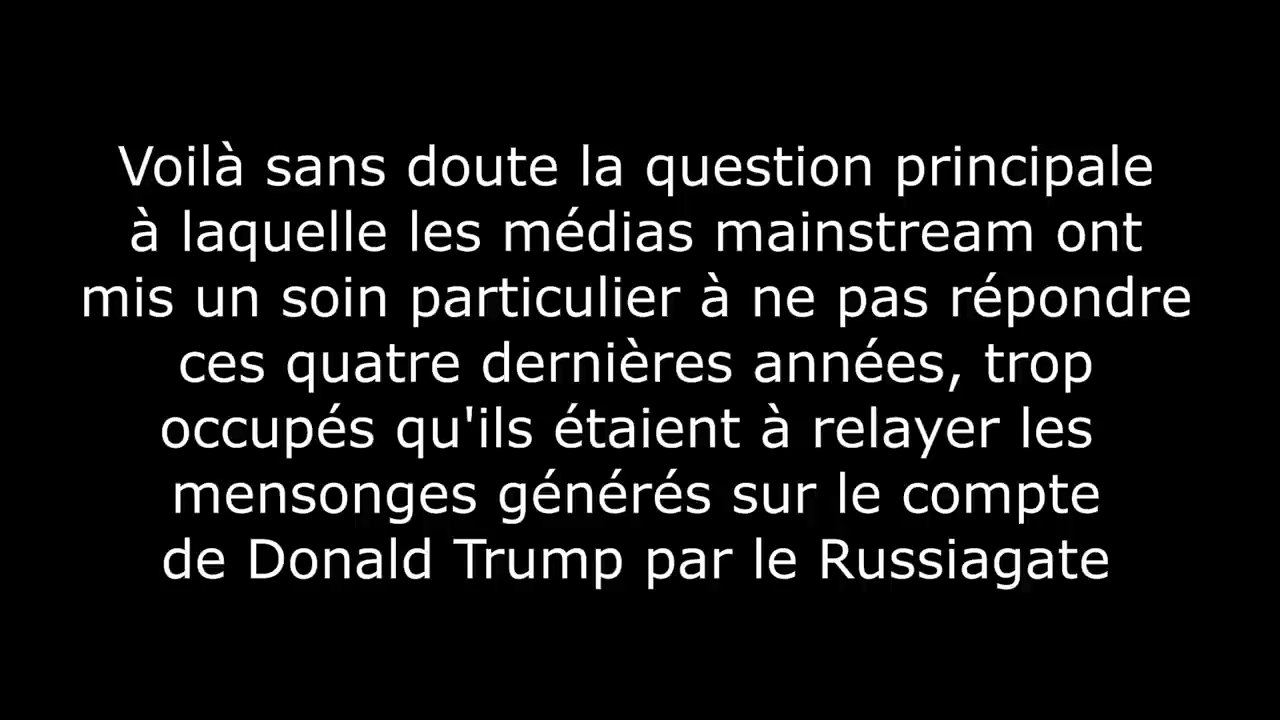 Voilà sans doute la question principale
à laquelle les médias mainstream ont
mis un soin particulier à ne pas répondre
ces quatre dernières années, trop
occupés qu'ils étaient à relayer les
mensonges générés sur le compte
de Donald Trump par le Russiagate